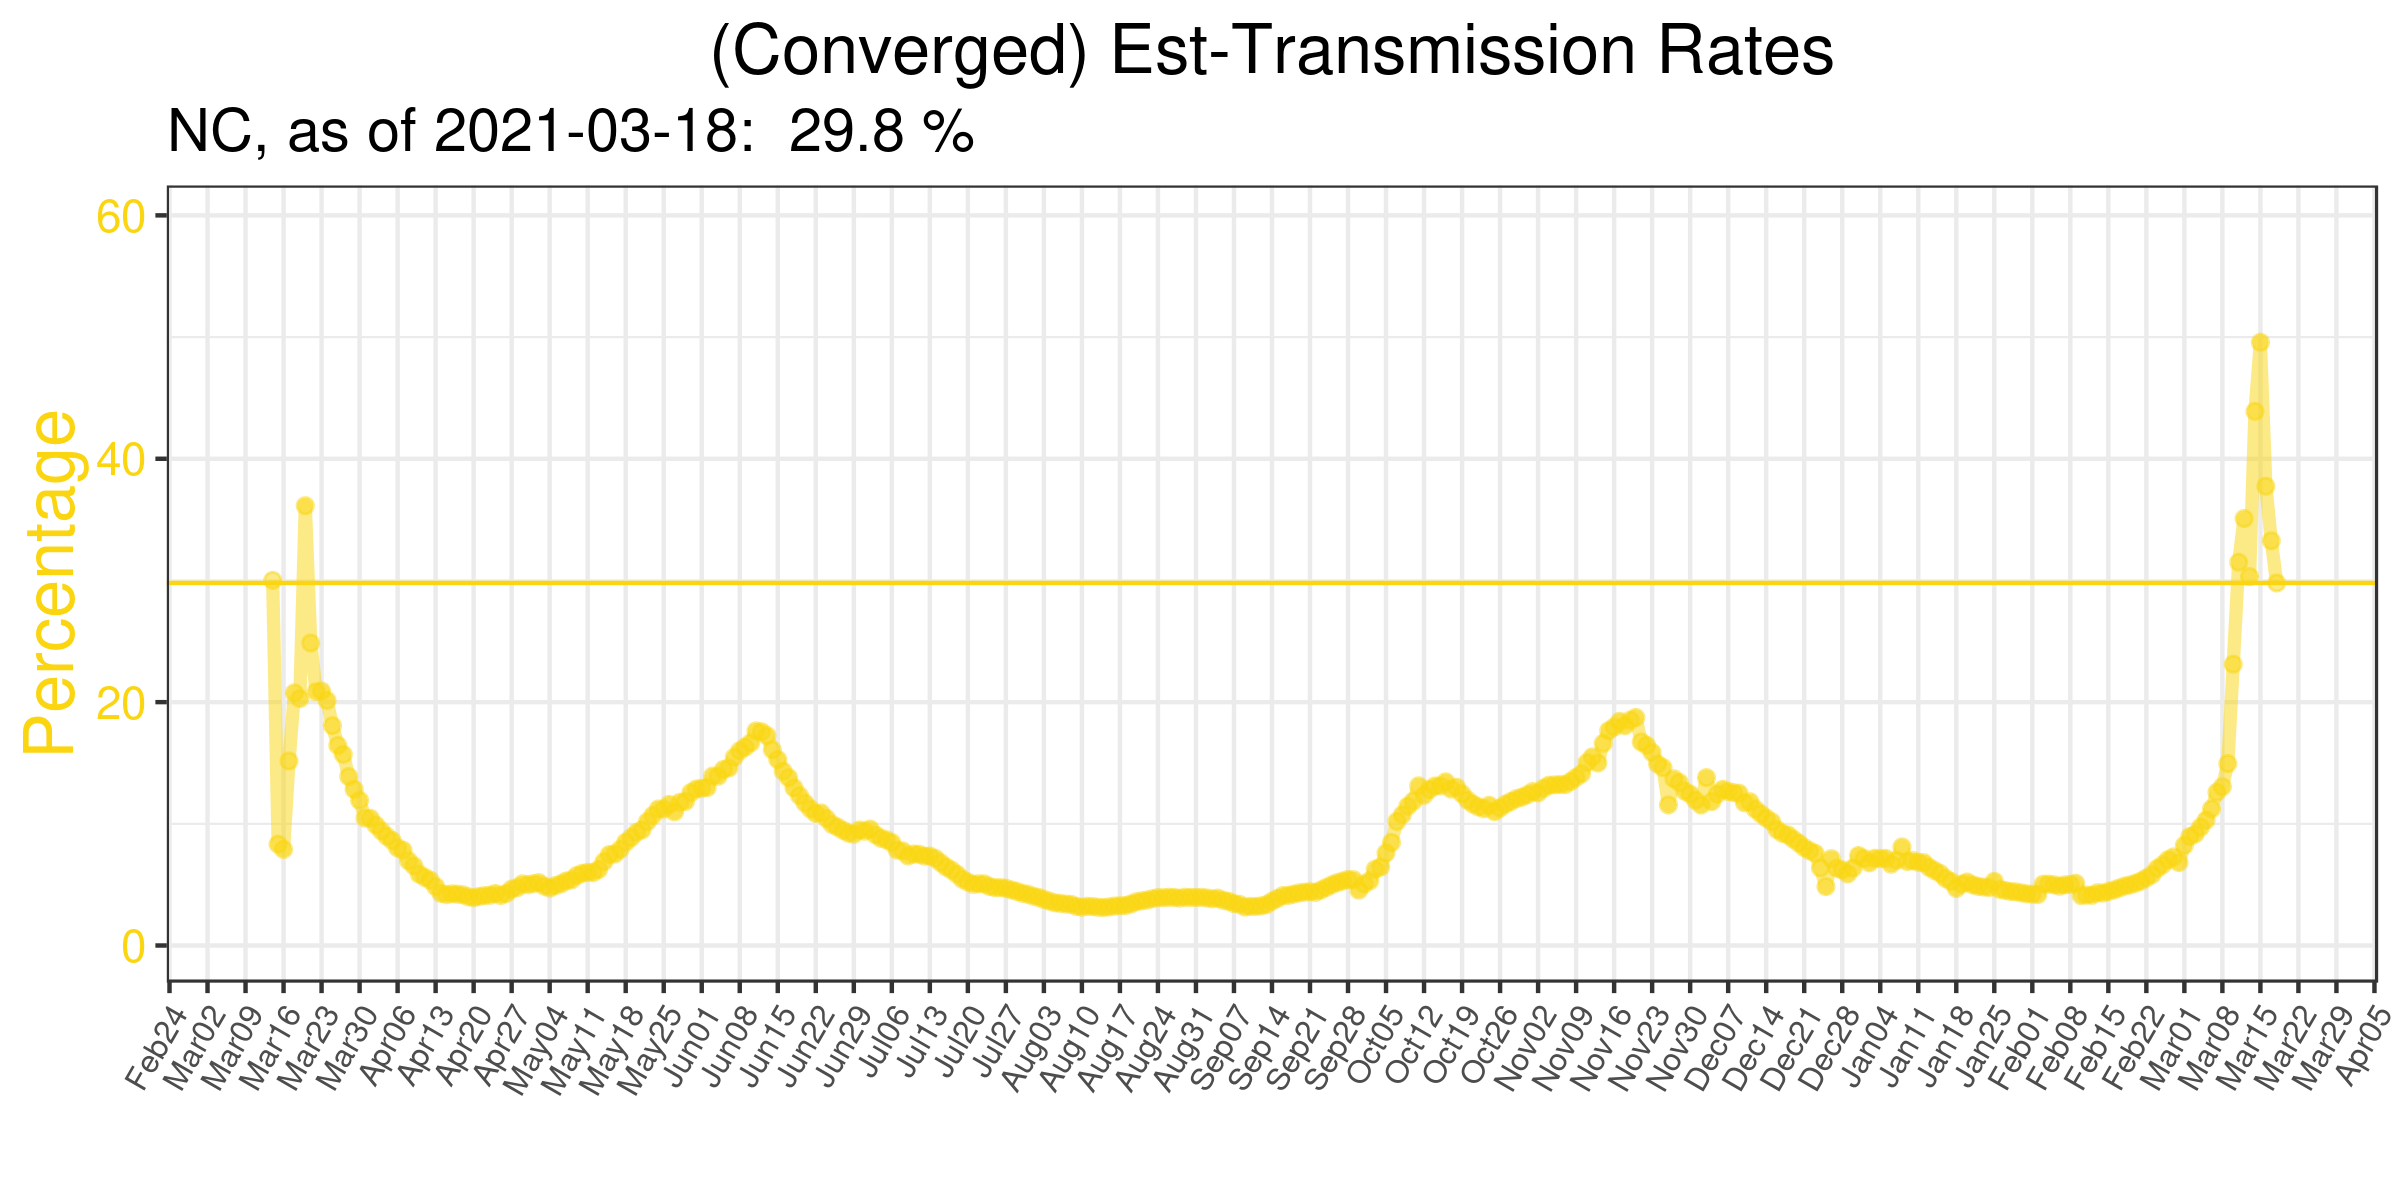 (Converged) Est-Transmission Rates
NC, as of 2021-03-18:  29.8 %
Percentage
60
40
20
0
Feb24
Mar02
Mar09
Mar16
Mar23
Mar30
Apr06
Apr13
Apr20
Apr27
May04
May11
May18
May25
Jun01
Jun08
Jun15
Jun22
Jun29
Jul06
Jul13
Jul20
Jul27
Aug03
Aug10
Aug17
Aug24
Aug31
Sep07
Sep14
Sep21
Sep28
Oct05
Oct12
Oct19
Oct26
Nov02
Nov09
Nov16
Nov23
Nov30
Dec07
Dec14
Dec21
Dec28
Jan04
Jan11
Jan18
Jan25
Feb01
Feb08
Feb15
Feb22
Mar01
Mar08
Mar15
Mar22
Mar29
Apr05